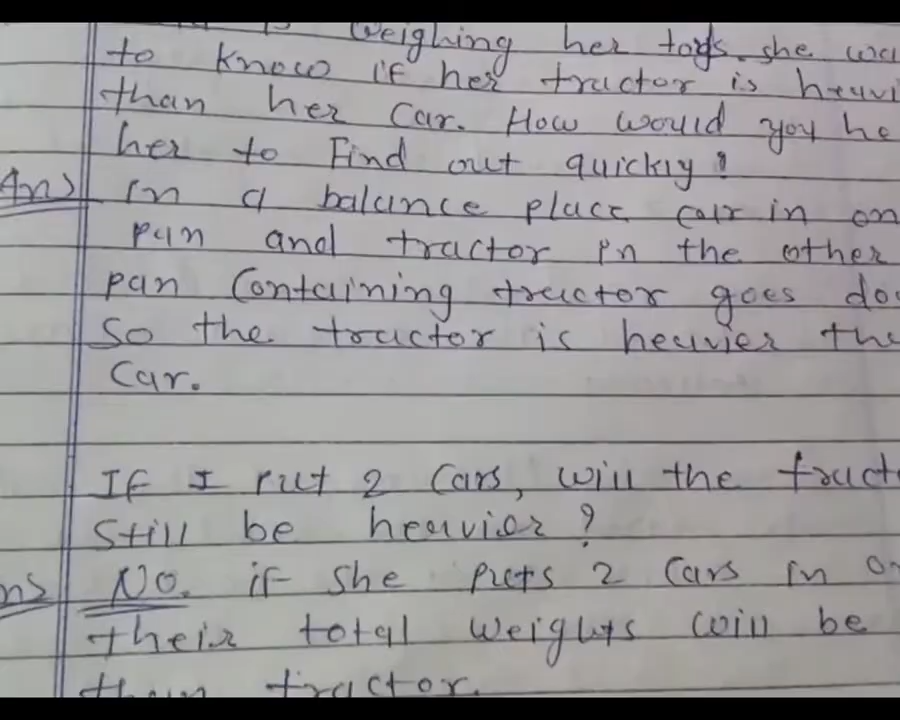 weighing her toys. she wa
to know if her tractor is heavi
than her Car. How would you he
her to Find out quickly?
Ans) In a balance place car in on
pan and tractor in the other
pan Containing tractor goes do
So the tractor is heavier the
Car.
If I put 2 Cars, will the tract
Still be heavier?
ns) No. if She puts 2 Cars in o
their total weights will be
than tractor.